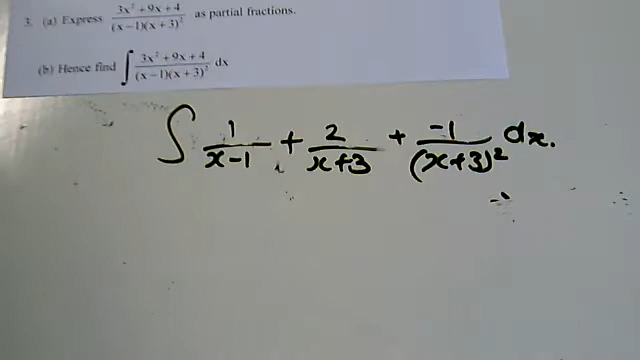 3. (a) Express (3x² + 9x + 4)/((x − 1)(x + 3)²) as partial fractions.
(b) Hence find ∫ (3x² + 9x + 4)/((x − 1)(x + 3)²) dx
∫ 1/(x−1) + 2/(x+3) + −1/(x+3)² dx.